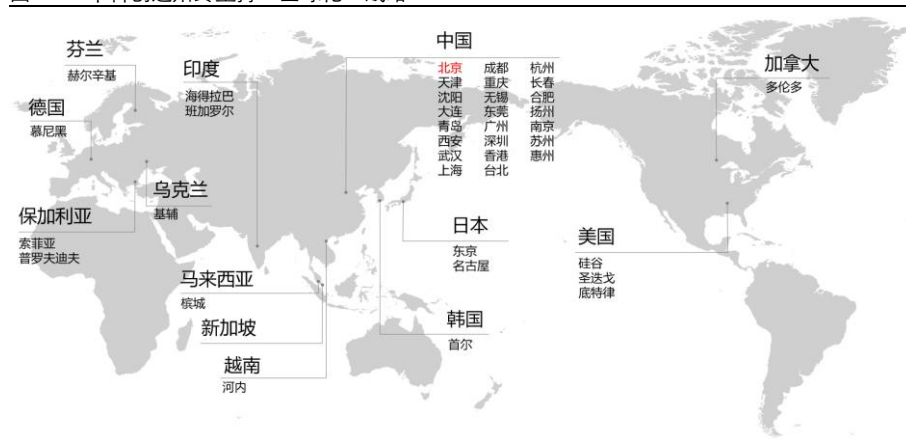 中国
北京 成都 杭州
天津 重庆 长春
沈阳 无锡 合肥
大连 东莞 扬州
青岛 广州 南京
西安 深圳 苏州
武汉 香港 惠州
上海 台北
芬兰
赫尔辛基
印度
海得拉巴
班加罗尔
加拿大
多伦多
德国
慕尼黑
乌克兰
基辅
保加利亚
索菲亚
普罗夫迪夫
日本
东京
名古屋
美国
硅谷
圣迭戈
底特律
马来西亚
槟城
新加坡
韩国
首尔
越南
河内